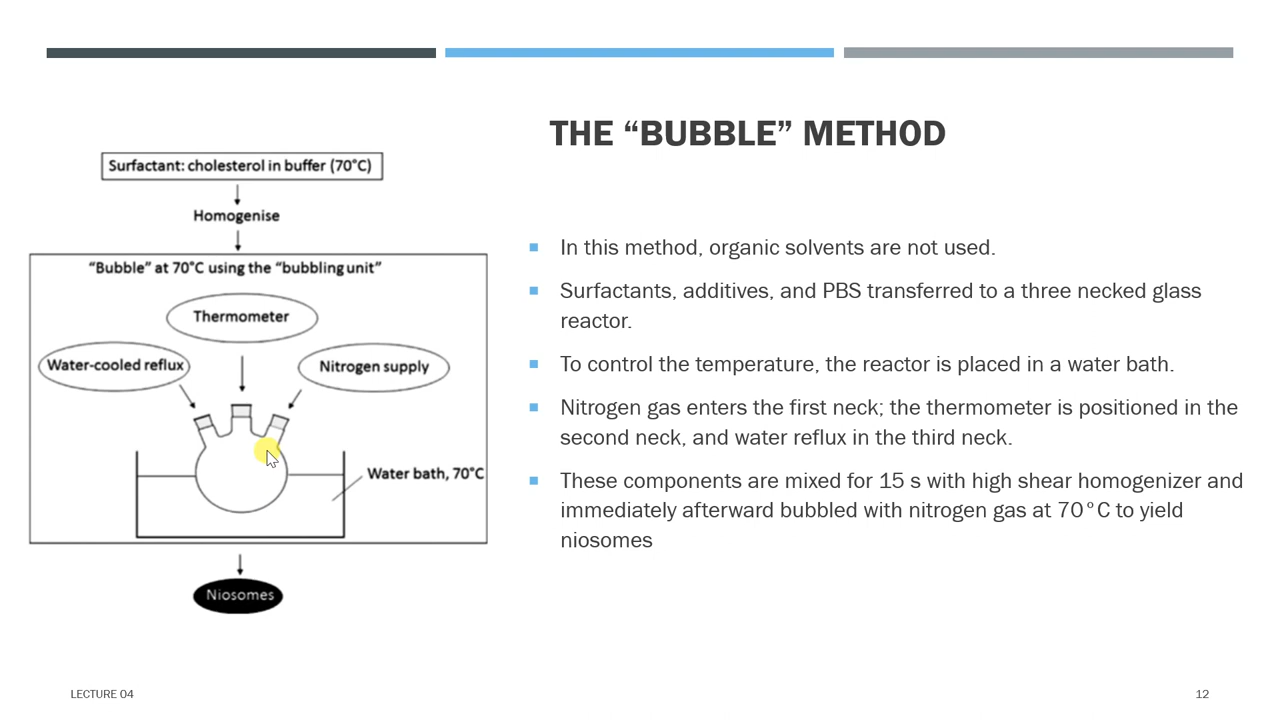 THE “BUBBLE” METHOD
Surfactant: cholesterol in buffer (70°C)
Homogenise
“Bubble” at 70°C using the “bubbling unit”
Thermometer
Water-cooled reflux
Nitrogen supply
Water bath, 70°C
Niosomes
In this method, organic solvents are not used.
Surfactants, additives, and PBS transferred to a three necked glass
reactor.
To control the temperature, the reactor is placed in a water bath.
Nitrogen gas enters the first neck; the thermometer is positioned in the
second neck, and water reflux in the third neck.
These components are mixed for 15 s with high shear homogenizer and
immediately afterward bubbled with nitrogen gas at 70°C to yield
niosomes
LECTURE 04
12